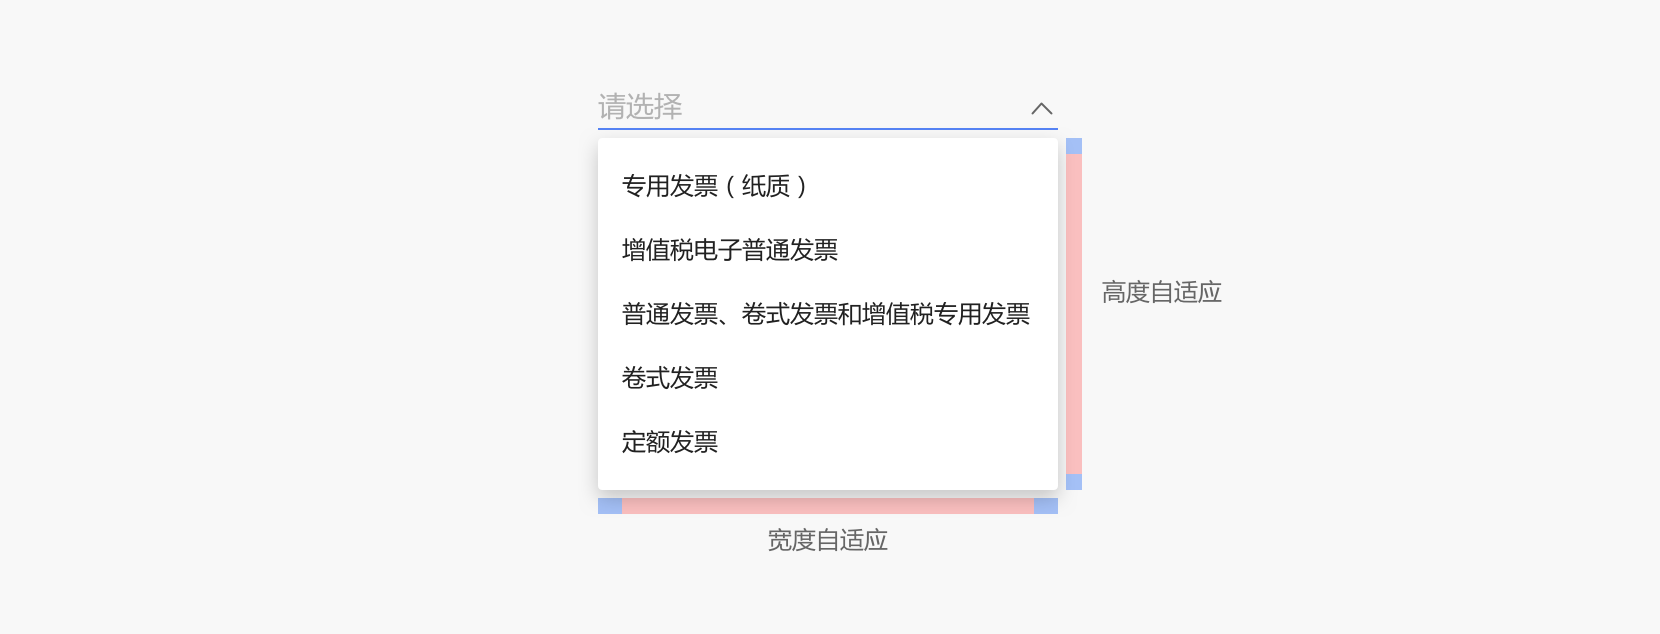 请选择
专用发票（纸质）
增值税电子普通发票
普通发票、卷式发票和增值税专用发票
卷式发票
定额发票
高度自适应
宽度自适应